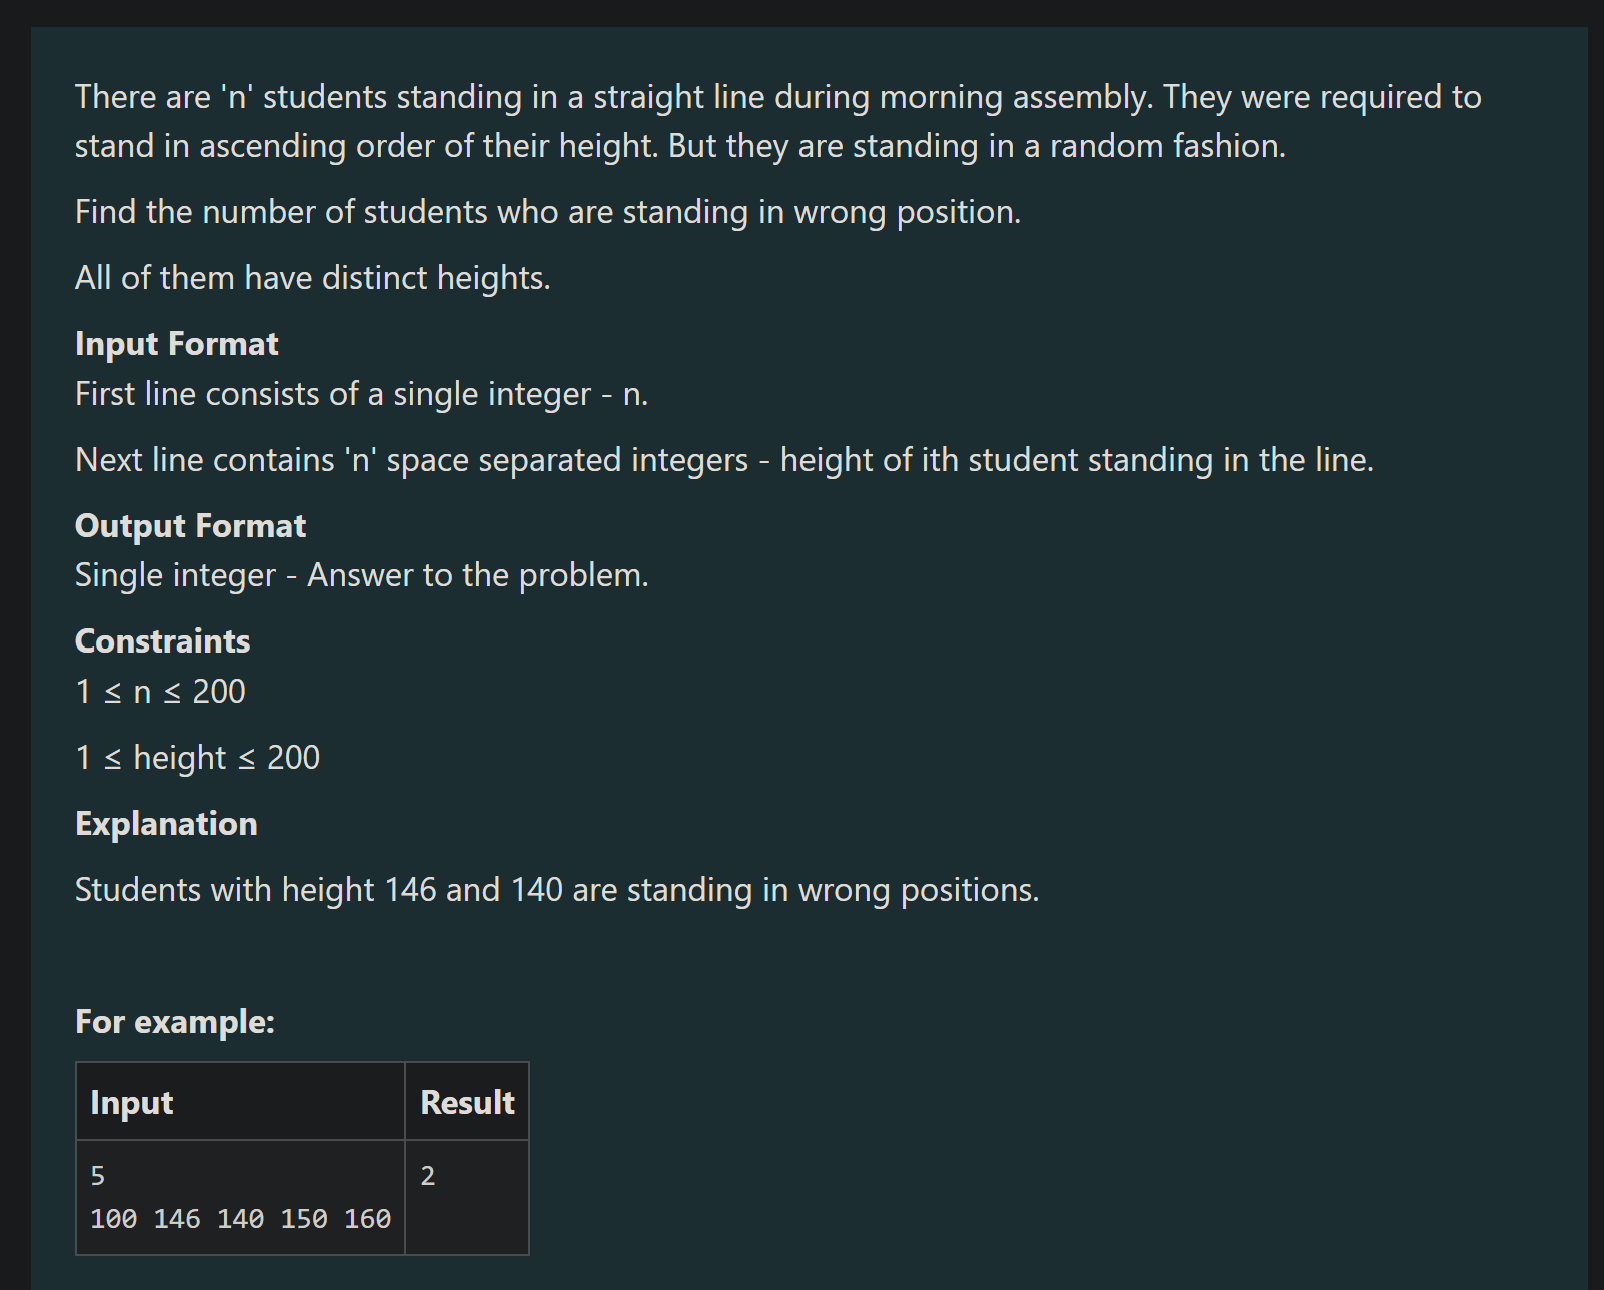 There are 'n' students standing in a straight line during morning assembly. They were required to
stand in ascending order of their height. But they are standing in a random fashion.
Find the number of students who are standing in wrong position.
All of them have distinct heights.
Input Format
First line consists of a single integer - n.
Next line contains 'n' space separated integers - height of ith student standing in the line.
Output Format
Single integer - Answer to the problem.
Constraints
1 ≤ n ≤ 200
1 ≤ height ≤ 200
Explanation
Students with height 146 and 140 are standing in wrong positions.
For example:
Input Result
5 2
100 146 140 150 160